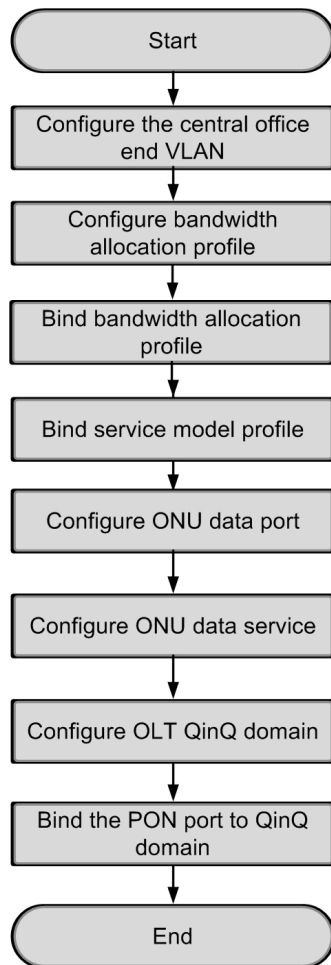 Start
Configure the central office
end VLAN
Configure bandwidth
allocation profile
Bind bandwidth allocation
profile
Bind service model profile
Configure ONU data port
Configure ONU data service
Configure OLT QinQ domain
Bind the PON port to QinQ
domain
End